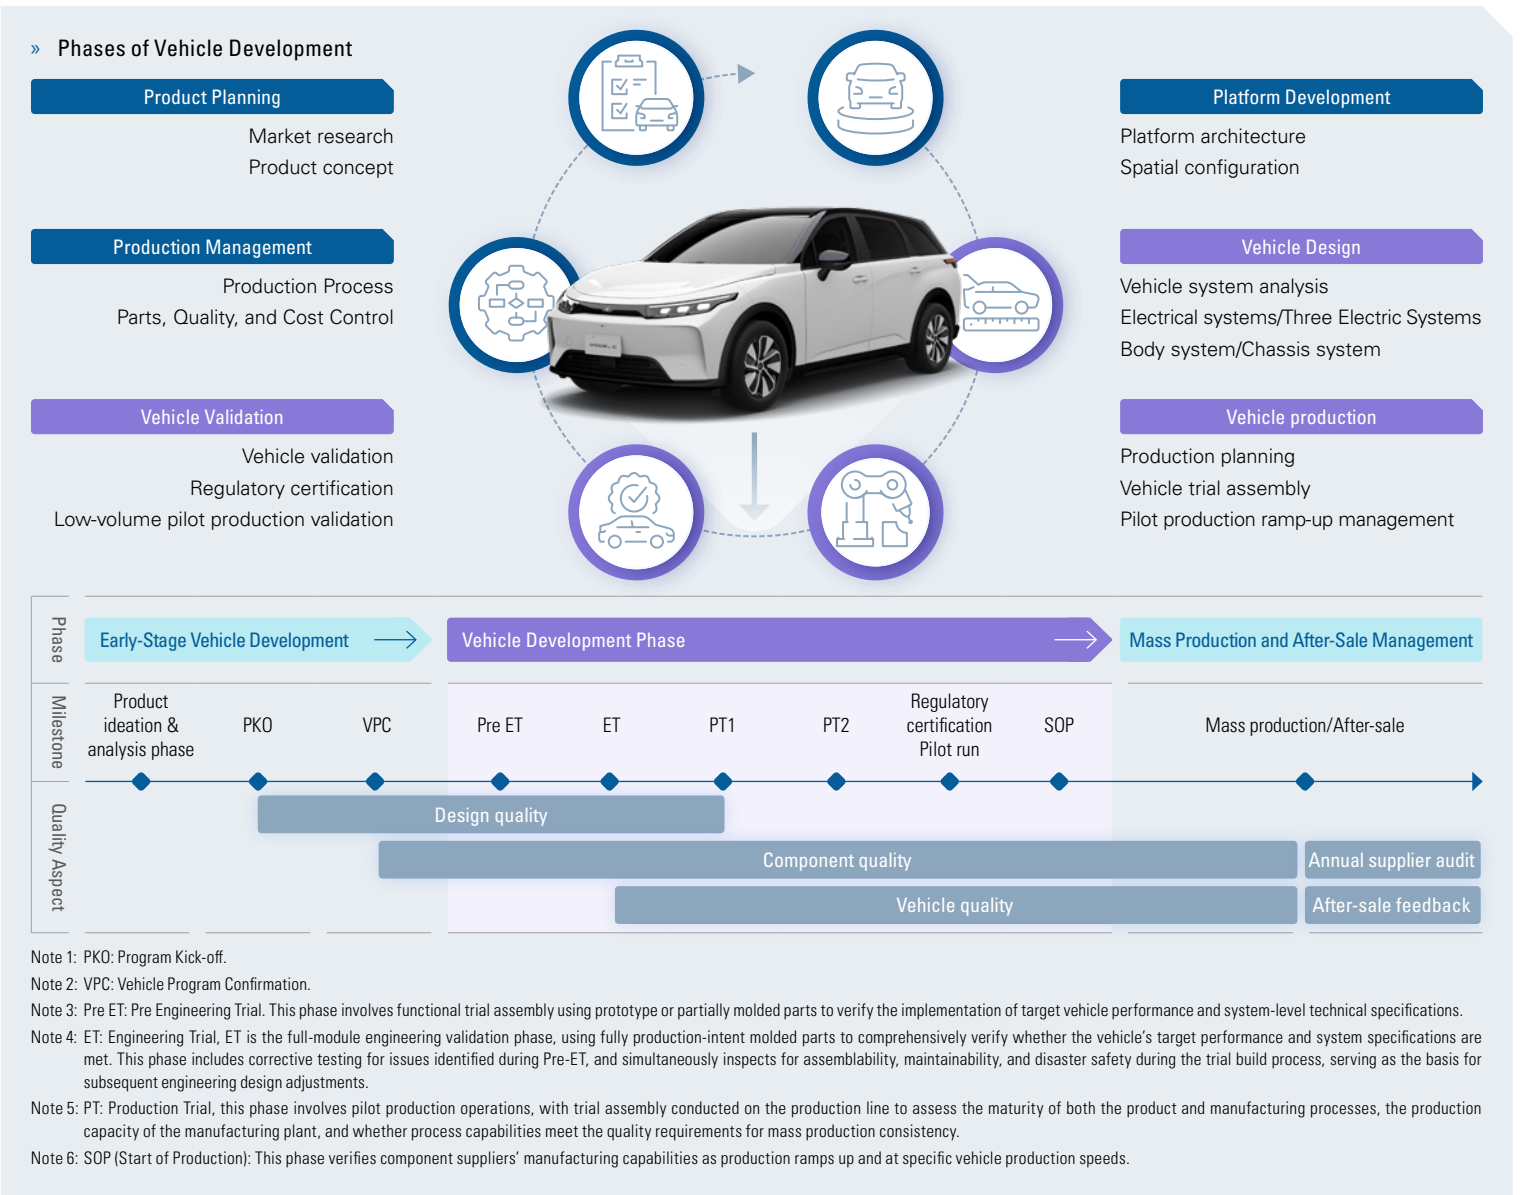 » Phases of Vehicle Development
Product Planning
Market research
Product concept
Production Management
Production Process
Parts, Quality, and Cost Control
Vehicle Validation
Vehicle validation
Regulatory certification
Low-volume pilot production validation
Platform Development
Platform architecture
Spatial configuration
Vehicle Design
Vehicle system analysis
Electrical systems/Three Electric Systems
Body system/Chassis system
Vehicle production
Production planning
Vehicle trial assembly
Pilot production ramp-up management
Phase
Early-Stage Vehicle Development
Vehicle Development Phase
Mass Production and After-Sale Management
Milestone
Product
ideation &
analysis phase
PKO
VPC
Pre ET
ET
PT1
PT2
Regulatory
certification
Pilot run
SOP
Mass production/After-sale
Quality Aspect
Design quality
Component quality
Annual supplier audit
Vehicle quality
After-sale feedback
Note 1: PKO: Program Kick-off.
Note 2: VPC: Vehicle Program Confirmation.
Note 3: Pre ET: Pre Engineering Trial. This phase involves functional trial assembly using prototype or partially molded parts to verify the implementation of target vehicle performance and system-level technical specifications.
Note 4: ET: Engineering Trial, ET is the full-module engineering validation phase, using fully production-intent molded parts to comprehensively verify whether the vehicle's target performance and system specifications are
met. This phase includes corrective testing for issues identified during Pre-ET, and simultaneously inspects for assemblability, maintainability, and disaster safety during the trial build process, serving as the basis for
subsequent engineering design adjustments.
Note 5: PT: Production Trial, this phase involves pilot production operations, with trial assembly conducted on the production line to assess the maturity of both the product and manufacturing processes, the production
capacity of the manufacturing plant, and whether process capabilities meet the quality requirements for mass production consistency.
Note 6: SOP (Start of Production): This phase verifies component suppliers' manufacturing capabilities as production ramps up and at specific vehicle production speeds.